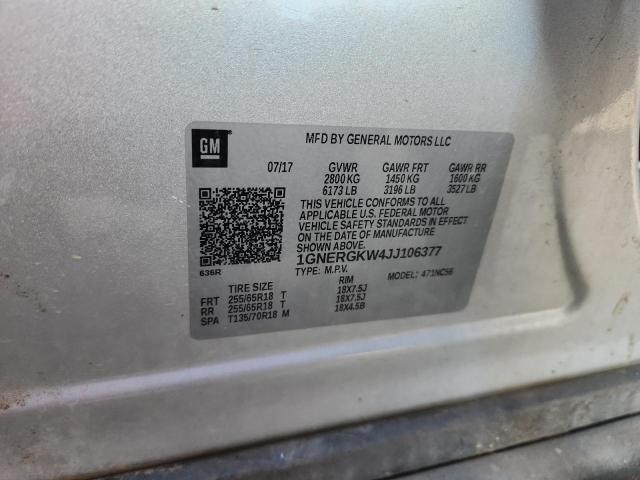 GM
MFD BY GENERAL MOTORS LLC
07/17 GVWR GAWR FRT GAWR RR
2800 KG 1450 KG 1600 KG
6173 LB 3196 LB 3527 LB
THIS VEHICLE CONFORMS TO ALL
APPLICABLE U.S. FEDERAL MOTOR
VEHICLE SAFETY STANDARDS IN EFFECT
ON THE DATE OF MANUFACTURE
SHOWN ABOVE.
1GNERGKW4JJ106377
636R
TYPE: M.P.V. MODEL: 471NC56
TIRE SIZE RIM
FRT 255/65R18 T 18X7.5J
RR 255/65R18 T 18X7.5J
SPA T135/70R18 M 18X4.5B